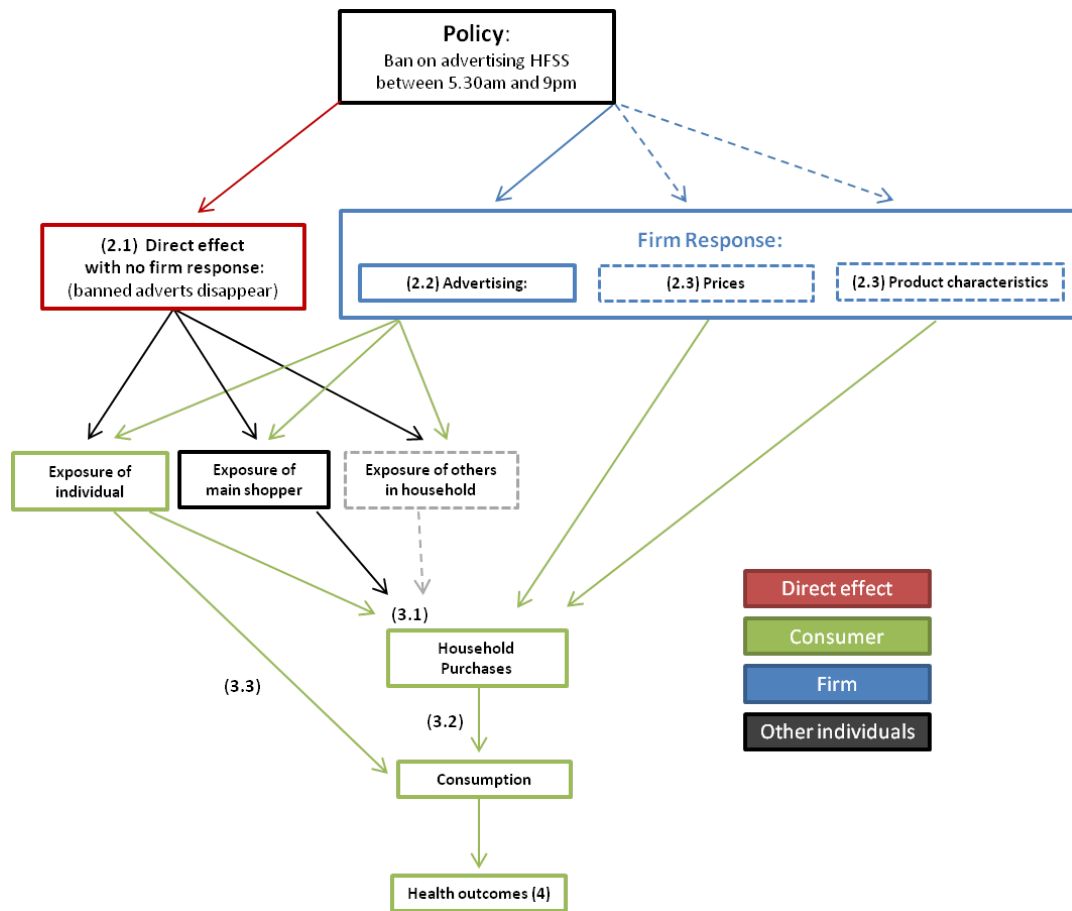 Policy:
Ban on advertising HFSS
between 5.30am and 9pm
(2.1) Direct effect
with no firm response:
(banned adverts disappear)
Firm Response:
(2.2) Advertising:
(2.3) Prices
(2.3) Product characteristics
Exposure of
individual
Exposure of
main shopper
Exposure of others
in household
(3.1)
Household
Purchases
(3.3)
(3.2)
Consumption
Health outcomes (4)
Direct effect
Consumer
Firm
Other individuals